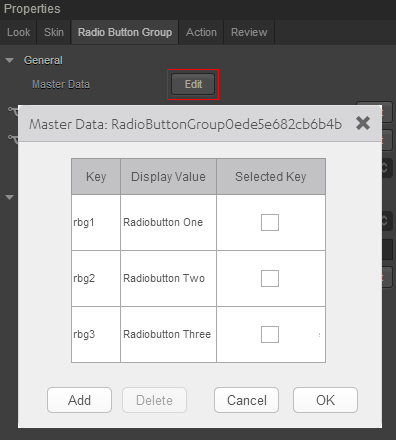 Properties
Look Skin Radio Button Group Action Review
General
Master Data Edit
Master Data: RadioButtonGroup0ede5e682cb6b4b
Key Display Value Selected Key
rbg1 Radiobutton One
rbg2 Radiobutton Two
rbg3 Radiobutton Three
Add Delete Cancel OK